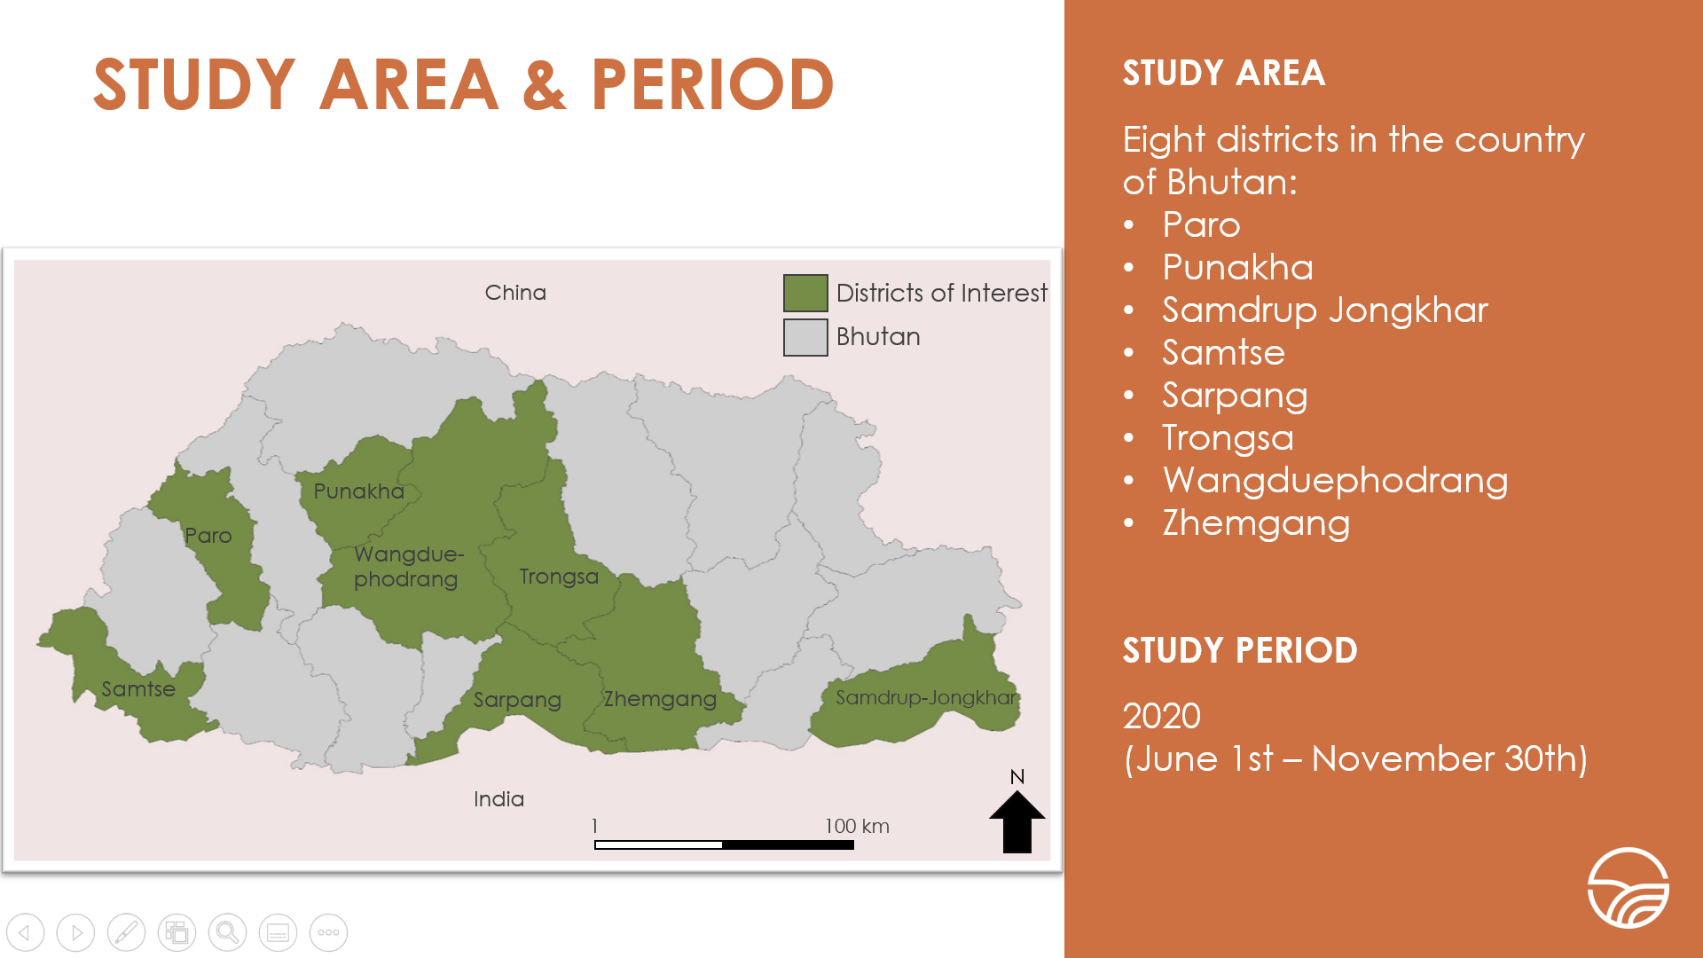 STUDY AREA & PERIOD
China
Districts of Interest
Bhutan
Punakha
Paro
Wangdue-
phodrang
Trongsa
Samtse
Sarpang
Zhemgang
Samdrup-Jongkhar
India
N
1
100 km
STUDY AREA
Eight districts in the country
of Bhutan:
• Paro
• Punakha
• Samdrup Jongkhar
• Samtse
• Sarpang
• Trongsa
• Wangduephodrang
• Zhemgang
STUDY PERIOD
2020
(June 1st – November 30th)